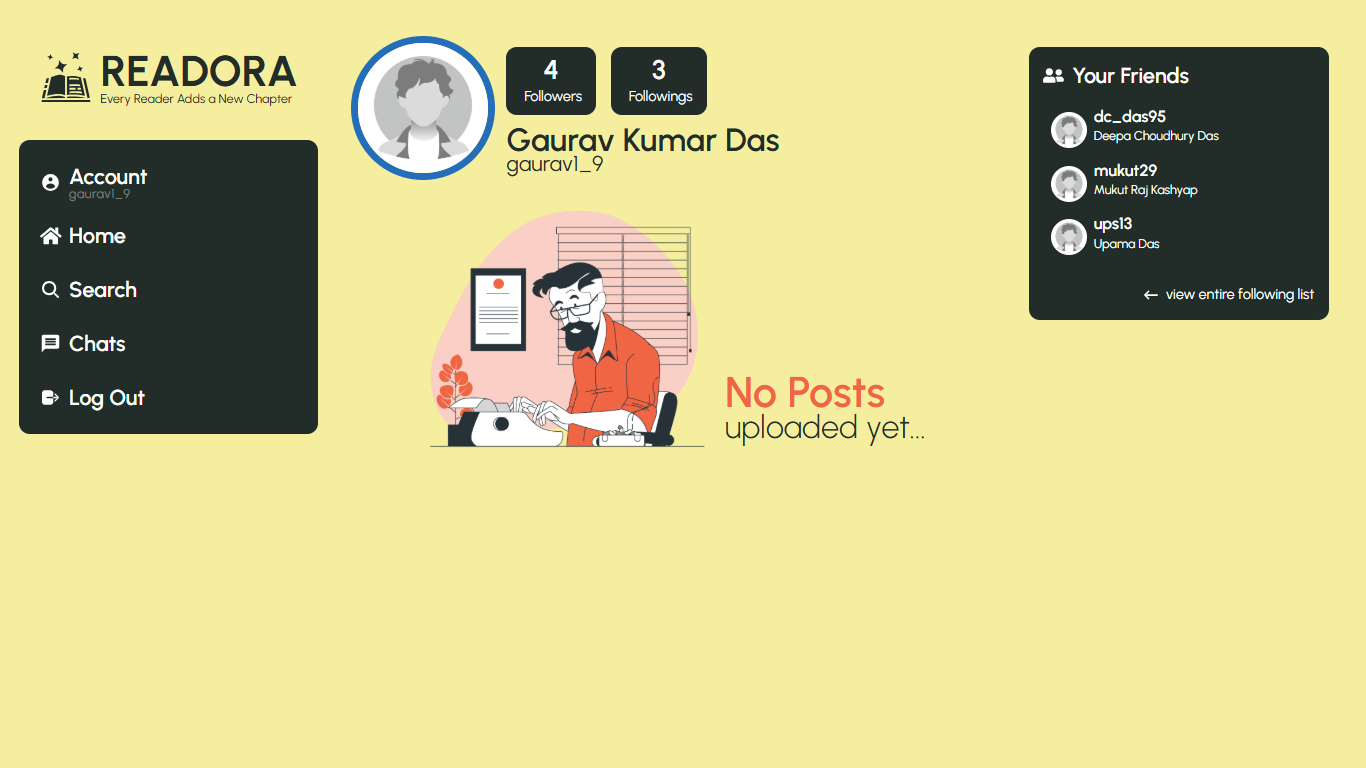 READORA
Every Reader Adds a New Chapter
Account
gaurav1_9
Home
Search
Chats
Log Out
4
Followers
3
Followings
Gaurav Kumar Das
gaurav1_9
No Posts
uploaded yet...
Your Friends
dc_das95
Deepa Choudhury Das
mukut29
Mukut Raj Kashyap
ups13
Upama Das
← view entire following list